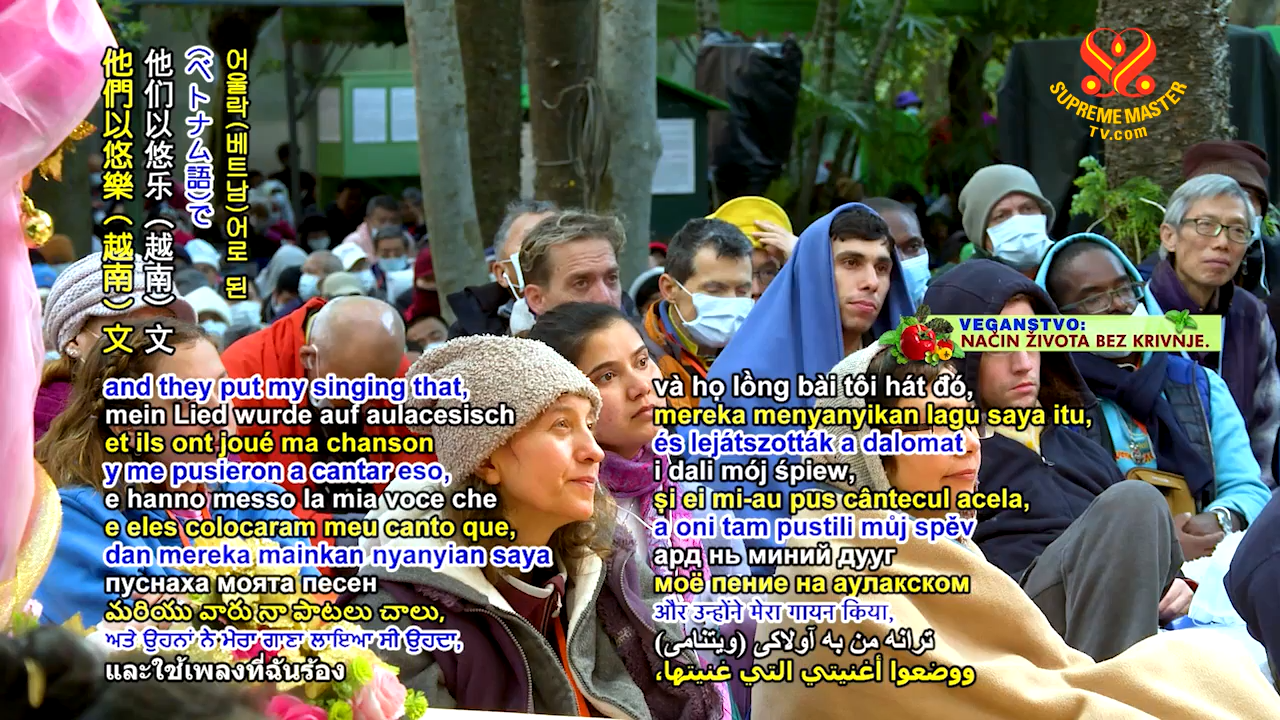 SUPREME MASTER
TV.com
어울락(베트남)어로 된
(ベトナム語)で
他们以悠乐（越南）文
他們以悠樂（越南）文
VEGANSTVO:
NAČIN ŽIVOTA BEZ KRIVNJE.
and they put my singing that,
mein Lied wurde auf aulacesisch
et ils ont joué ma chanson
y me pusieron a cantar eso,
e hanno messo la mia voce che
e eles colocaram meu canto que,
dan mereka mainkan nyanyian saya
пуснаха моята песен
మరియు వారు నా పాటలు చాలు,
ਅਤੇ ਉਹਨਾਂ ਨੇ ਮੇਰਾ ਗਾਣਾ ਲਾਇਆ ਸੀ ਉਹਦਾ,
และใช้เพลงที่ฉันร้อง
và họ lồng bài tôi hát đó,
mereka menyanyikan lagu saya itu,
és lejátszották a dalomat
i dali mój śpiew,
și ei mi-au pus cântecul acela,
a oni tam pustili můj spěv
ард нь миний дууг
моё пение на аулакском
और उन्होंने मेरा गायन किया,
ترانه من به آولاکی (ویتنامی)
ووضعوا أغنيتي التي غنيتها،